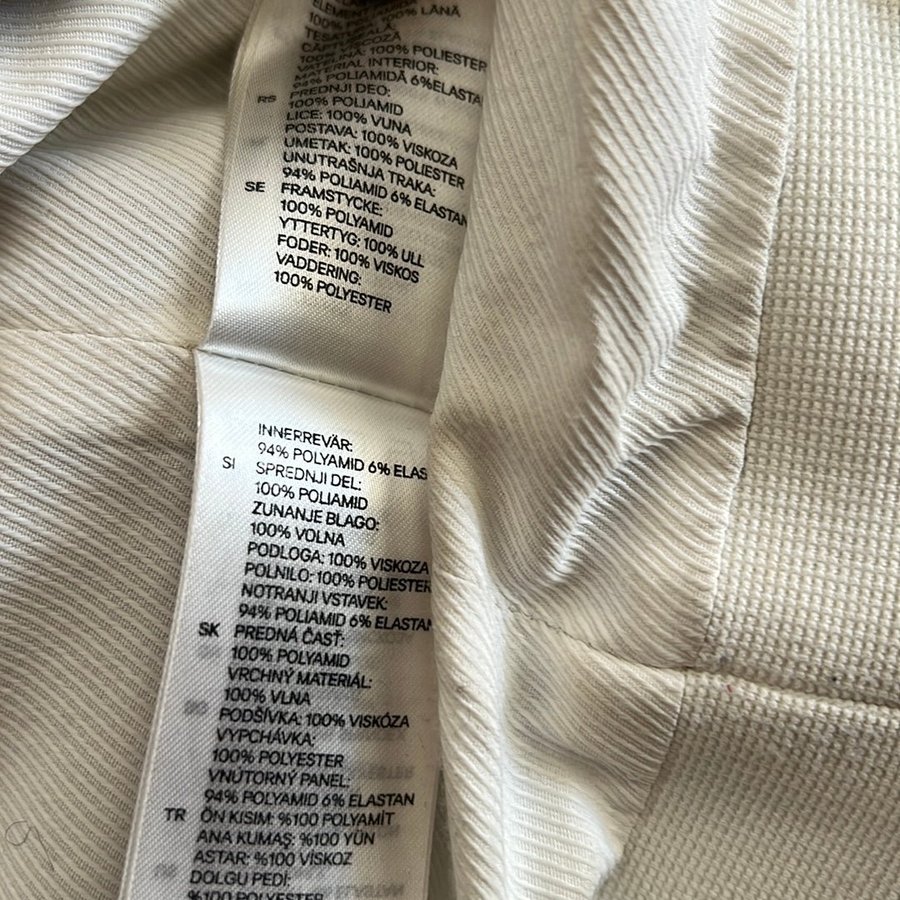 100% LÂNĂ
100% POLIESTER
MATERIAL INTERIOR:
94% POLIAMIDĂ 6% ELASTA
RS PREDNJI DEO:
100% POLIAMID
LICE: 100% VUNA
POSTAVA: 100% VISKOZA
UMETAK: 100% POLIESTER
UNUTRAŠNJA TRAKA:
94% POLIAMID 6% ELASTAN
SE FRAMSTYCKE:
100% POLYAMID
YTTERTYG: 100% ULL
FODER: 100% VISKOS
VADDERING:
100% POLYESTER
INNERREVÄR:
94% POLYAMID 6% ELAS
SI SPREDNJI DEL:
100% POLIAMID
ZUNANJE BLAGO:
100% VOLNA
PODLOGA: 100% VISKOZA
POLNILO: 100% POLIESTER
NOTRANJI VSTAVEK:
94% POLIAMID 6% ELASTAN
SK PREDNÁ ČASŤ:
100% POLYAMID
VRCHNÝ MATERIÁL:
100% VLNA
PODŠÍVKA: 100% VISKÓZA
VYPCHÁVKA:
100% POLYESTER
VNÚTORNÝ PANEL:
94% POLYAMID 6% ELASTAN
TR ÖN KISIM: %100 POLYAMİT
ANA KUMAŞ: %100 YÜN
ASTAR: %100 VİSKOZ
DOLGU PEDİ:
%100 POLYESTER